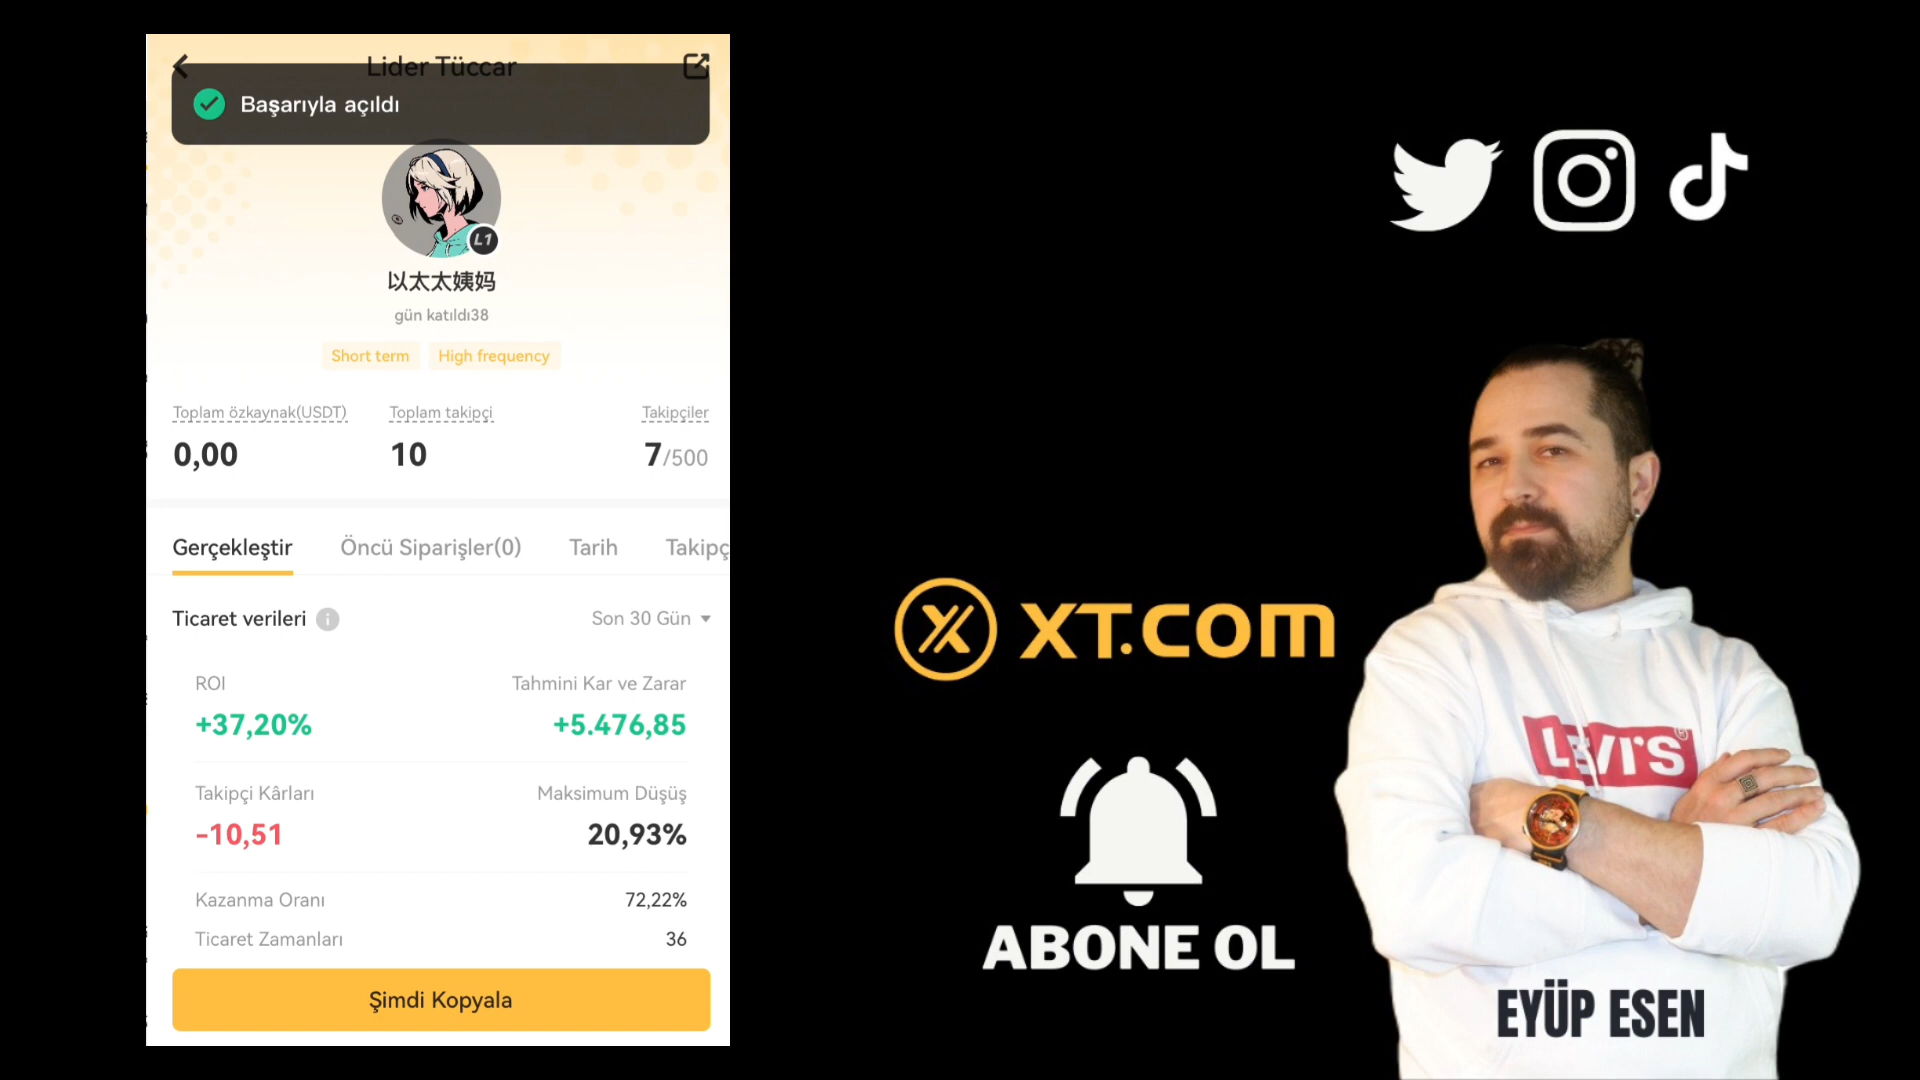 Lider Tüccar
Başarıyla açıldı
L1
以太太姨妈
gün katıldı38
Short term
High frequency
Toplam özkaynak(USDT)
Toplam takipçi
Takipçiler
0,00
10
7/500
Gerçekleştir
Öncü Siparişler(0)
Tarih
Takipç
Ticaret verileri
Son 30 Gün
ROI
Tahmini Kar ve Zarar
+37,20%
+5.476,85
Takipçi Kârları
Maksimum Düşüş
-10,51
20,93%
Kazanma Oranı
72,22%
Ticaret Zamanları
36
Şimdi Kopyala
XT.COM
ABONE OL
LEVI'S®
EYÜP ESEN